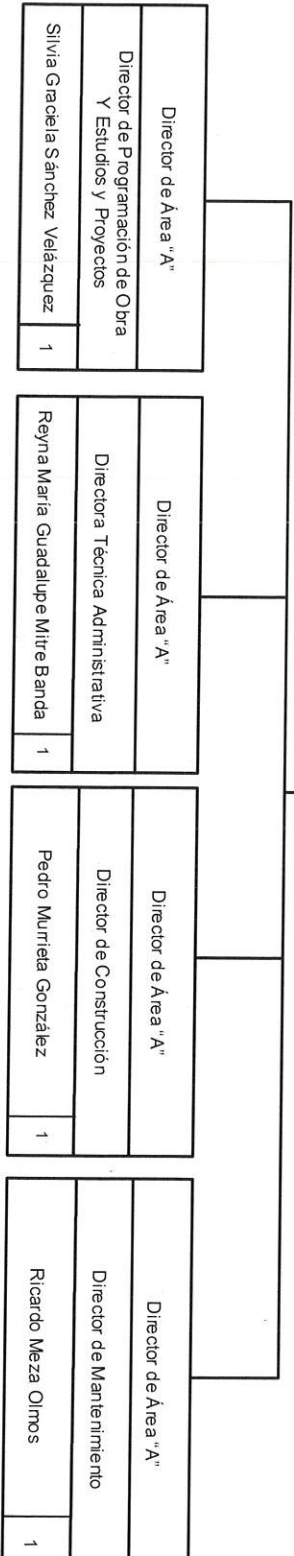 Director de Área "A"
Director de Programación de Obra
Y Estudios y Proyectos
Silvia Graciela Sánchez Velázquez
1
Director de Área "A"
Directora Técnica Administrativa
Reyna María Guadalupe Mitre Banda
1
Director de Área "A"
Director de Construcción
Pedro Murrieta González
1
Director de Área "A"
Director de Mantenimiento
Ricardo Meza Olmos
1